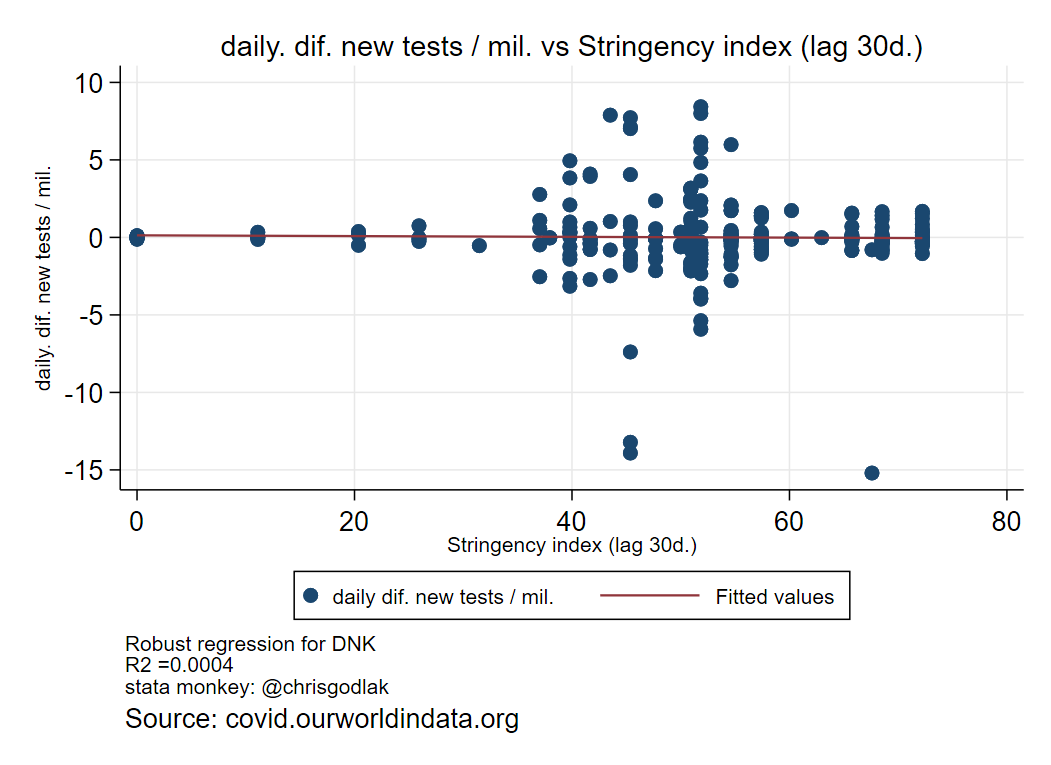 daily. dif. new tests / mil. vs Stringency index (lag 30d.)
daily. dif. new tests / mil.
10
5
0
-5
-10
-15
0 20 40 60 80
Stringency index (lag 30d.)
daily dif. new tests / mil. Fitted values
Robust regression for DNK
R2 =0.0004
stata monkey: @chrisgodlak
Source: covid.ourworldindata.org